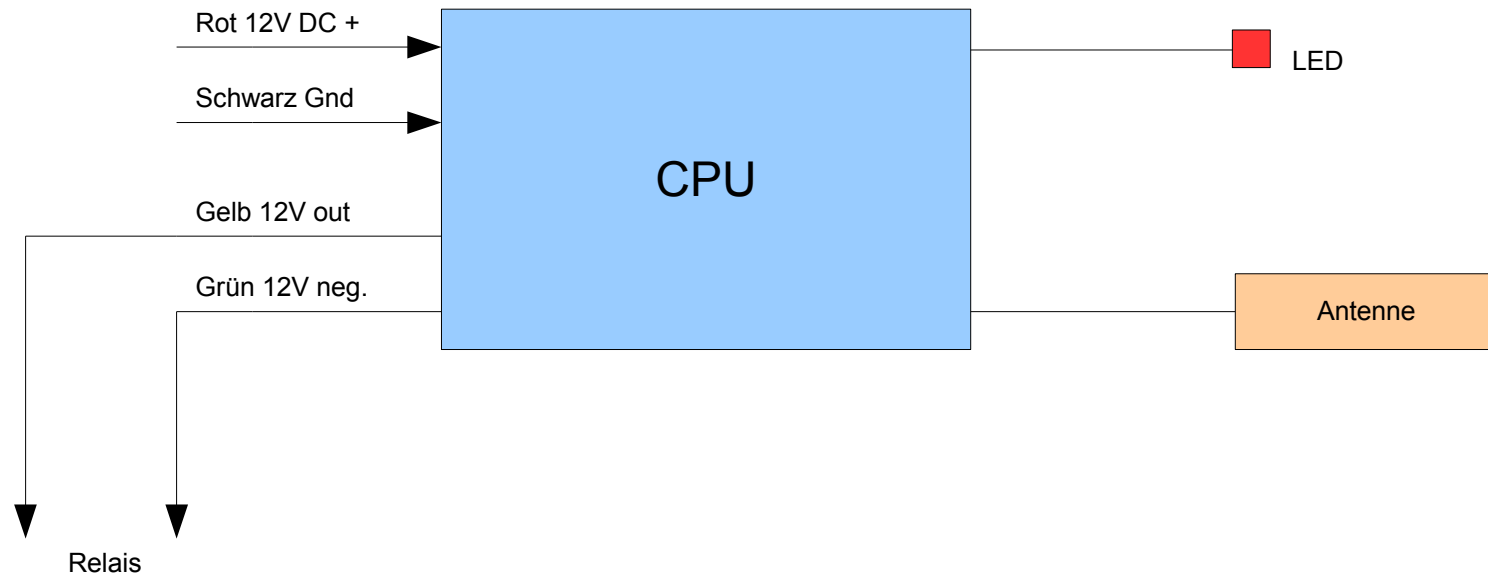 Rot 12V DC +
LED
Schwarz Gnd
CPU
Gelb 12V out
Grün 12V neg.
Antenne
Relais